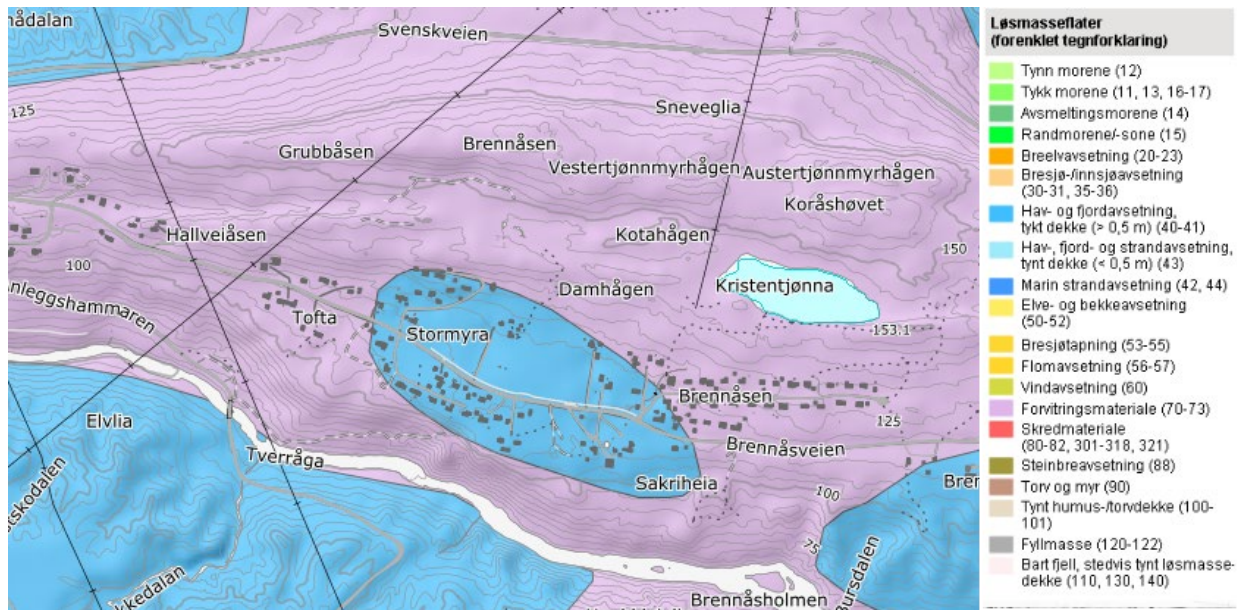 nådalan
Svenskveien
125
Sneveglia
Brennåsen
Grubbåsen
Vestertjønnmyrhågen
Austertjønnmyrhågen
Koråshøvet
Hallveiåsen
Kotahågen
150
100
Kristentjønna
Damhågen
Anleggshammaren
Tofta
Stormyra
153.1
Brennåsen
125
Elvlia
Brennåsveien
Tverråga
Sakriheia
Bren
100
75
Brennåsholmen
Løsmasseflater
(forenklet tegnforklaring)
Tynn morene (12)
Tykk morene (11, 13, 16-17)
Avsmeltingsmorene (14)
Randmorene/-sone (15)
Breelvavsetning (20-23)
Bresjø-/innsjøavsetning
(30-31, 35-36)
Hav- og fjordavsetning,
tykt dekke (> 0,5 m) (40-41)
Hav-, fjord- og strandavsetning,
tynt dekke (< 0,5 m) (43)
Marin strandavsetning (42, 44)
Elve- og bekkeavsetning
(50-52)
Bresjøtapning (53-55)
Flomavsetning (56-57)
Vindavsetning (60)
Forvitringsmateriale (70-73)
Skredmateriale
(80-82, 301-318, 321)
Steinbreavsetning (88)
Torv og myr (90)
Tynt humus-/torvdekke (100-
101)
Fyllmasse (120-122)
Bart fjell, stedvis tynt løsmasse-
dekke (110, 130, 140)